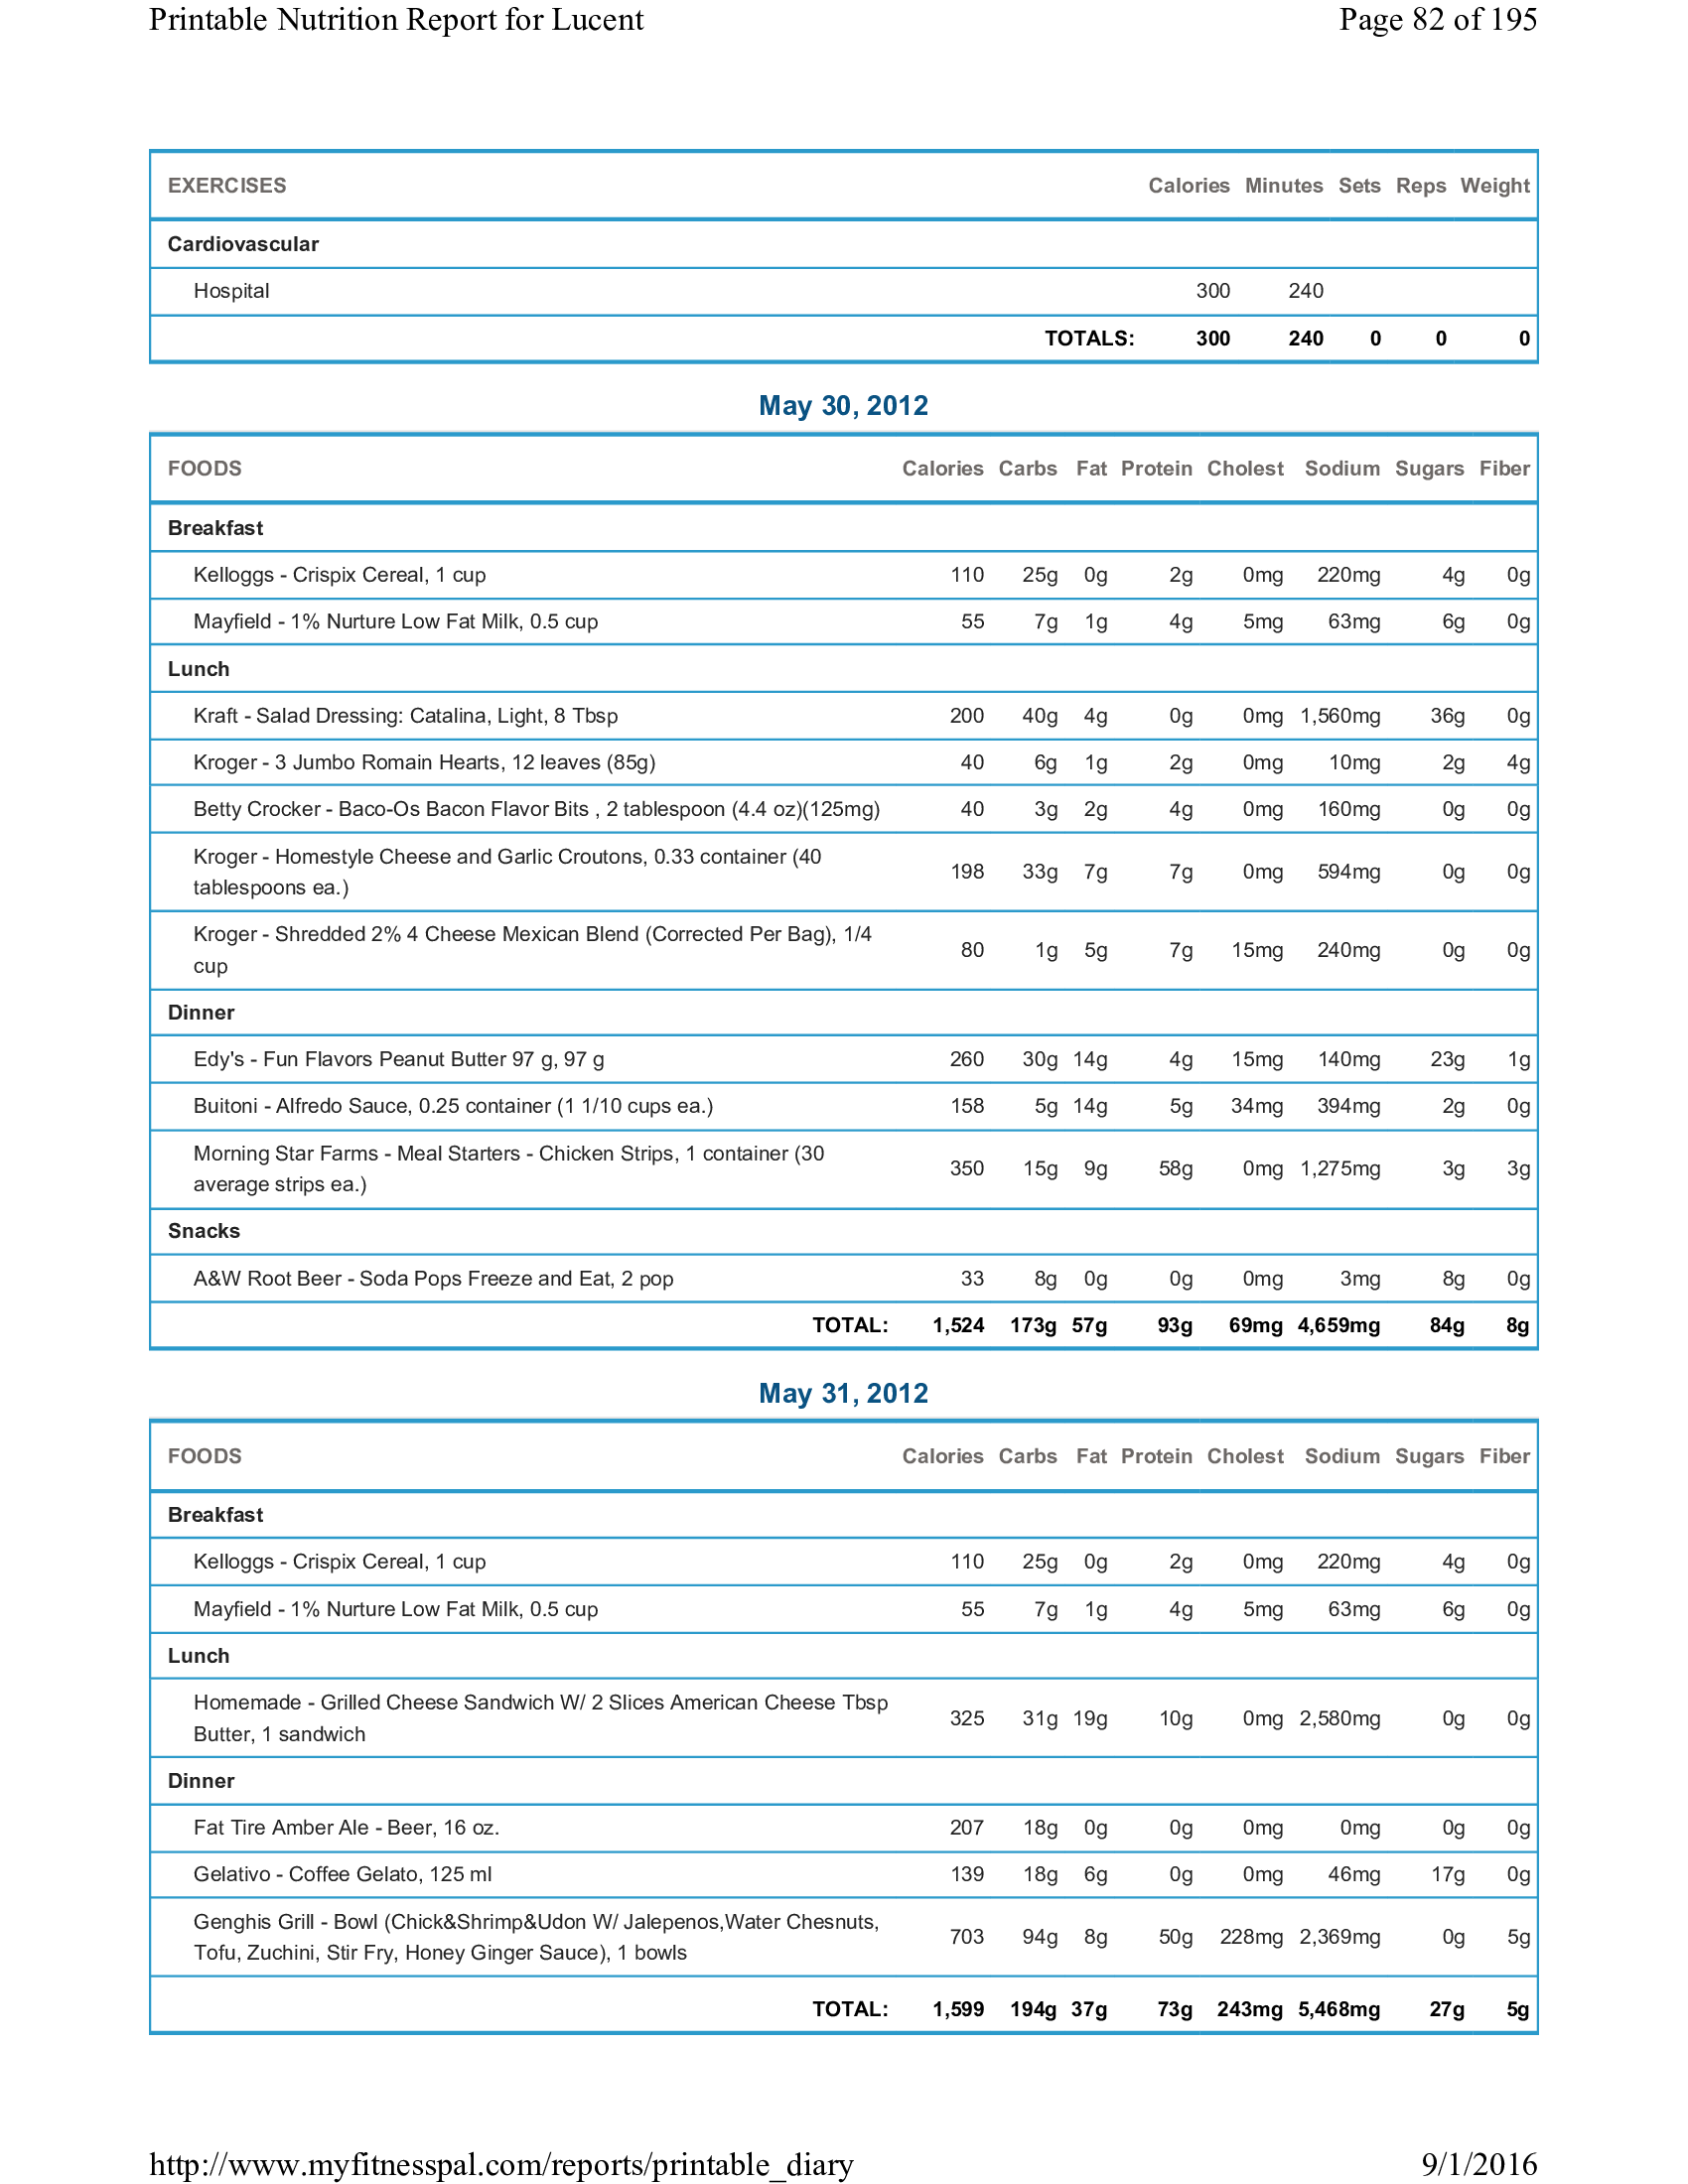 Printable Nutrition Report for Lucent Page 82 of 195
EXERCISES Calories Minutes Sets Reps Weight
Cardiovascular
Hospital 300 240
TOTALS: 300 240 0 0 0
May 30, 2012
FOODS Calories Carbs Fat Protein Cholest Sodium Sugars Fiber
Breakfast
Kelloggs - Crispix Cereal, 1 cup 110 25g 0g 2g 0mg 220mg 4g 0g
Mayfield - 1% Nurture Low Fat Milk, 0.5 cup 55 7g 1g 4g 5mg 63mg 6g 0g
Lunch
Kraft - Salad Dressing: Catalina, Light, 8 Tbsp 200 40g 4g 0g 0mg 1,560mg 36g 0g
Kroger - 3 Jumbo Romain Hearts, 12 leaves (85g) 40 6g 1g 2g 0mg 10mg 2g 4g
Betty Crocker - Baco-Os Bacon Flavor Bits , 2 tablespoon (4.4 oz)(125mg) 40 3g 2g 4g 0mg 160mg 0g 0g
Kroger - Homestyle Cheese and Garlic Croutons, 0.33 container (40
tablespoons ea.) 198 33g 7g 7g 0mg 594mg 0g 0g
Kroger - Shredded 2% 4 Cheese Mexican Blend (Corrected Per Bag), 1/4
cup 80 1g 5g 7g 15mg 240mg 0g 0g
Dinner
Edy's - Fun Flavors Peanut Butter 97 g, 97 g 260 30g 14g 4g 15mg 140mg 23g 1g
Buitoni - Alfredo Sauce, 0.25 container (1 1/10 cups ea.) 158 5g 14g 5g 34mg 394mg 2g 0g
Morning Star Farms - Meal Starters - Chicken Strips, 1 container (30
average strips ea.) 350 15g 9g 58g 0mg 1,275mg 3g 3g
Snacks
A&W Root Beer - Soda Pops Freeze and Eat, 2 pop 33 8g 0g 0g 0mg 3mg 8g 0g
TOTAL: 1,524 173g 57g 93g 69mg 4,659mg 84g 8g
May 31, 2012
FOODS Calories Carbs Fat Protein Cholest Sodium Sugars Fiber
Breakfast
Kelloggs - Crispix Cereal, 1 cup 110 25g 0g 2g 0mg 220mg 4g 0g
Mayfield - 1% Nurture Low Fat Milk, 0.5 cup 55 7g 1g 4g 5mg 63mg 6g 0g
Lunch
Homemade - Grilled Cheese Sandwich W/ 2 Slices American Cheese Tbsp
Butter, 1 sandwich 325 31g 19g 10g 0mg 2,580mg 0g 0g
Dinner
Fat Tire Amber Ale - Beer, 16 oz. 207 18g 0g 0g 0mg 0mg 0g 0g
Gelativo - Coffee Gelato, 125 ml 139 18g 6g 0g 0mg 46mg 17g 0g
Genghis Grill - Bowl (Chick&Shrimp&Udon W/ Jalepenos,Water Chesnuts,
Tofu, Zuchini, Stir Fry, Honey Ginger Sauce), 1 bowls 703 94g 8g 50g 228mg 2,369mg 0g 5g
TOTAL: 1,599 194g 37g 73g 243mg 5,468mg 27g 5g
http://www.myfitnesspal.com/reports/printable_diary 9/1/2016